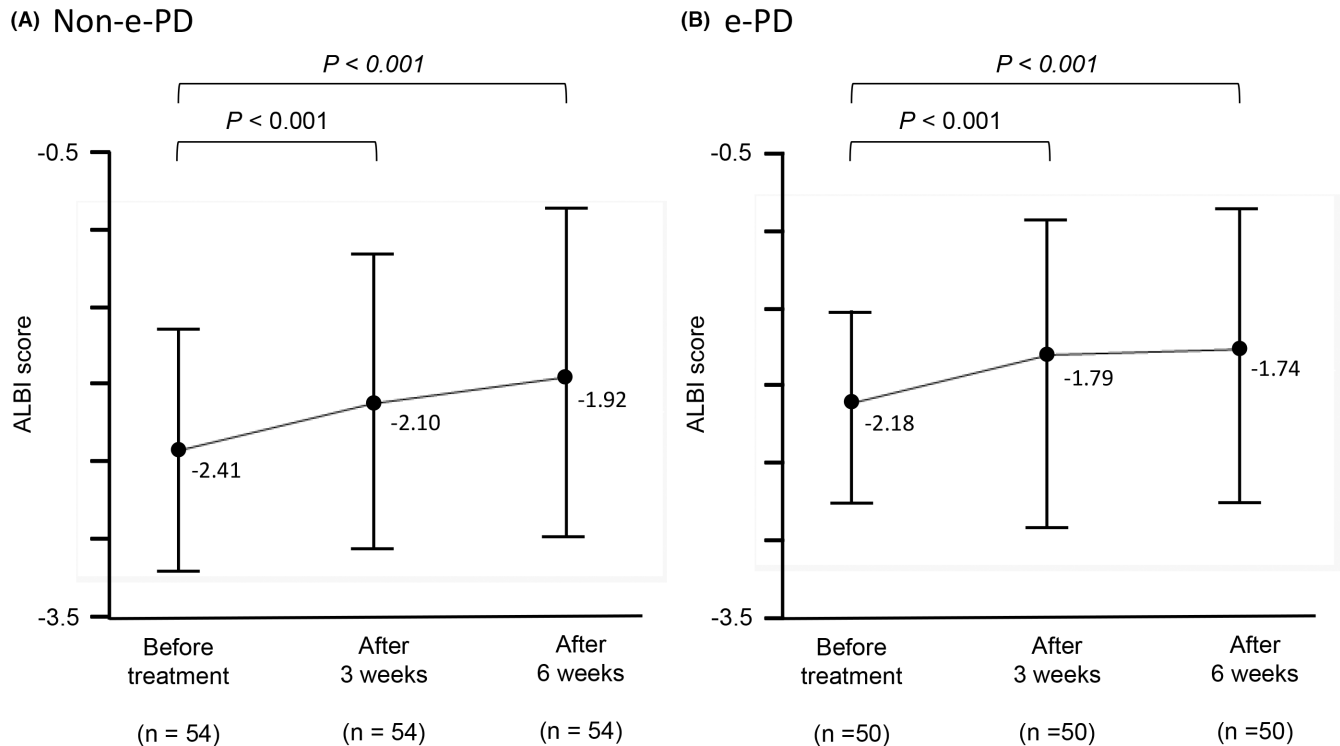 (A) Non-e-PD
P < 0.001
P < 0.001
-0.5
ALBI score
-2.41
-2.10
-1.92
-3.5
Before
treatment
After
3 weeks
After
6 weeks
(n = 54)
(n = 54)
(n = 54)
(B) e-PD
P < 0.001
P < 0.001
-0.5
ALBI score
-2.18
-1.79
-1.74
-3.5
Before
treatment
After
3 weeks
After
6 weeks
(n =50)
(n =50)
(n =50)